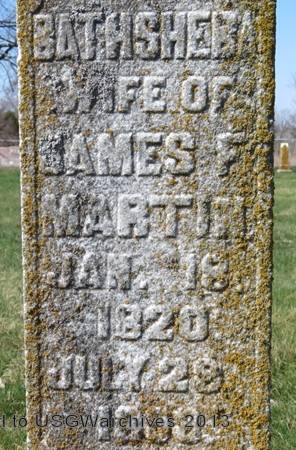 BATHSHEBA
WIFE OF
JAMES F
MARTIN
JAN. 18.
1820
JULY 29
l to USGWarchives 2013